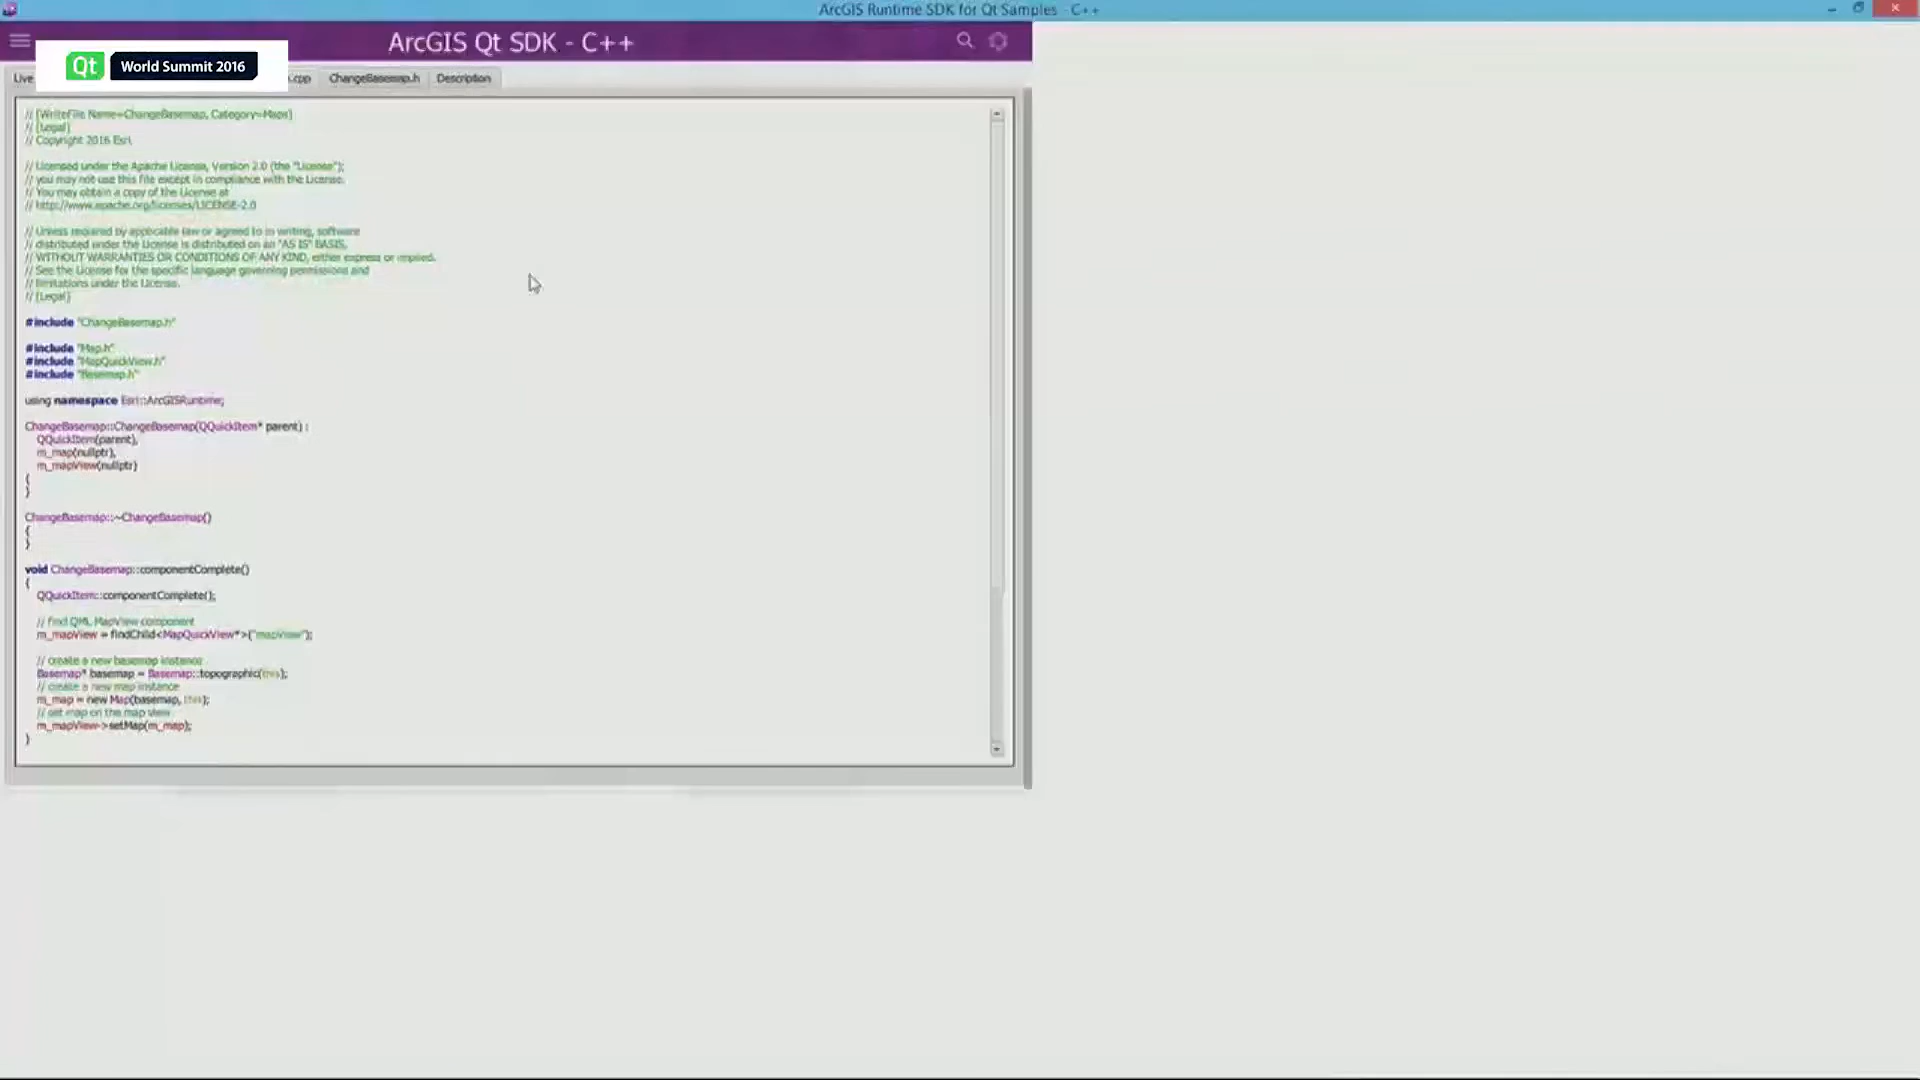 ArcGIS Runtime SDK for Qt Samples - C++
ArcGIS Qt SDK - C++
Qt World Summit 2016
Live .cpp ChangeBasemap.h Description
// [WriteFile Name=ChangeBasemap, Category=Maps]
// [Legal]
// Copyright 2016 Esri.
// Licensed under the Apache License, Version 2.0 (the "License");
// you may not use this file except in compliance with the License.
// You may obtain a copy of the License at
// http://www.apache.org/licenses/LICENSE-2.0
// Unless required by applicable law or agreed to in writing, software
// distributed under the License is distributed on an "AS IS" BASIS,
// WITHOUT WARRANTIES OR CONDITIONS OF ANY KIND, either express or implied.
// See the License for the specific language governing permissions and
// limitations under the License.
// [Legal]
#include "ChangeBasemap.h"
#include "Map.h"
#include "MapQuickView.h"
#include "Basemap.h"
using namespace Esri::ArcGISRuntime;
ChangeBasemap::ChangeBasemap(QQuickItem* parent) :
QQuickItem(parent),
m_map(nullptr),
m_mapView(nullptr)
{
}
ChangeBasemap::~ChangeBasemap()
{
}
void ChangeBasemap::componentComplete()
{
QQuickItem::componentComplete();
// find QML MapView component
m_mapView = findChild<MapQuickView*>("mapView");
// create a new basemap instance
Basemap* basemap = Basemap::topographic(this);
// create a new map instance
m_map = new Map(basemap, this);
// set map on the map view
m_mapView->setMap(m_map);
}